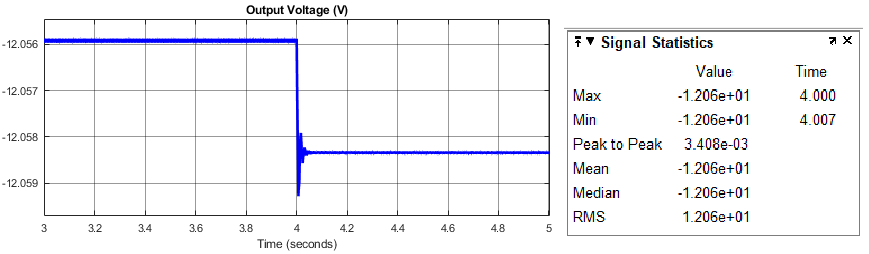 Output Voltage (V)
-12.056
-12.057
-12.058
-12.059
3 3.2 3.4 3.6 3.8 4 4.2 4.4 4.6 4.8 5
Time (seconds)
Signal Statistics
Value Time
Max -1.206e+01 4.000
Min -1.206e+01 4.007
Peak to Peak 3.408e-03
Mean -1.206e+01
Median -1.206e+01
RMS 1.206e+01